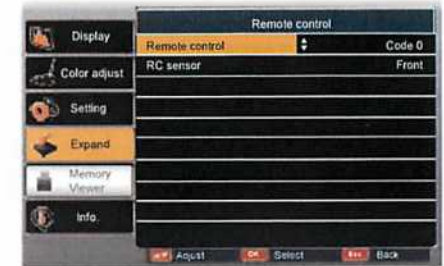 Display
Color adjust
Setting
Expand
Memory
Viewer
Info.
Remote control
Remote control Code 0
RC sensor Front
Adjust OK Select Esc Back